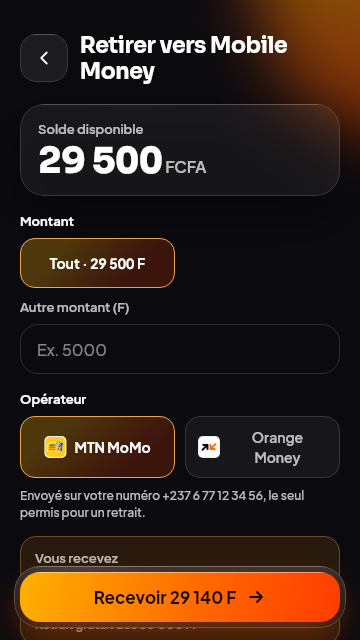 Retirer vers Mobile
Money
Solde disponible
29 500 FCFA
Montant
Tout · 29 500 F
Autre montant (F)
Ex. 5000
Opérateur
MTN MoMo
Orange
Money
Envoyé sur votre numéro +237 6 77 12 34 56, le seul
permis pour un retrait.
Vous recevez
Recevoir 29 140 F →